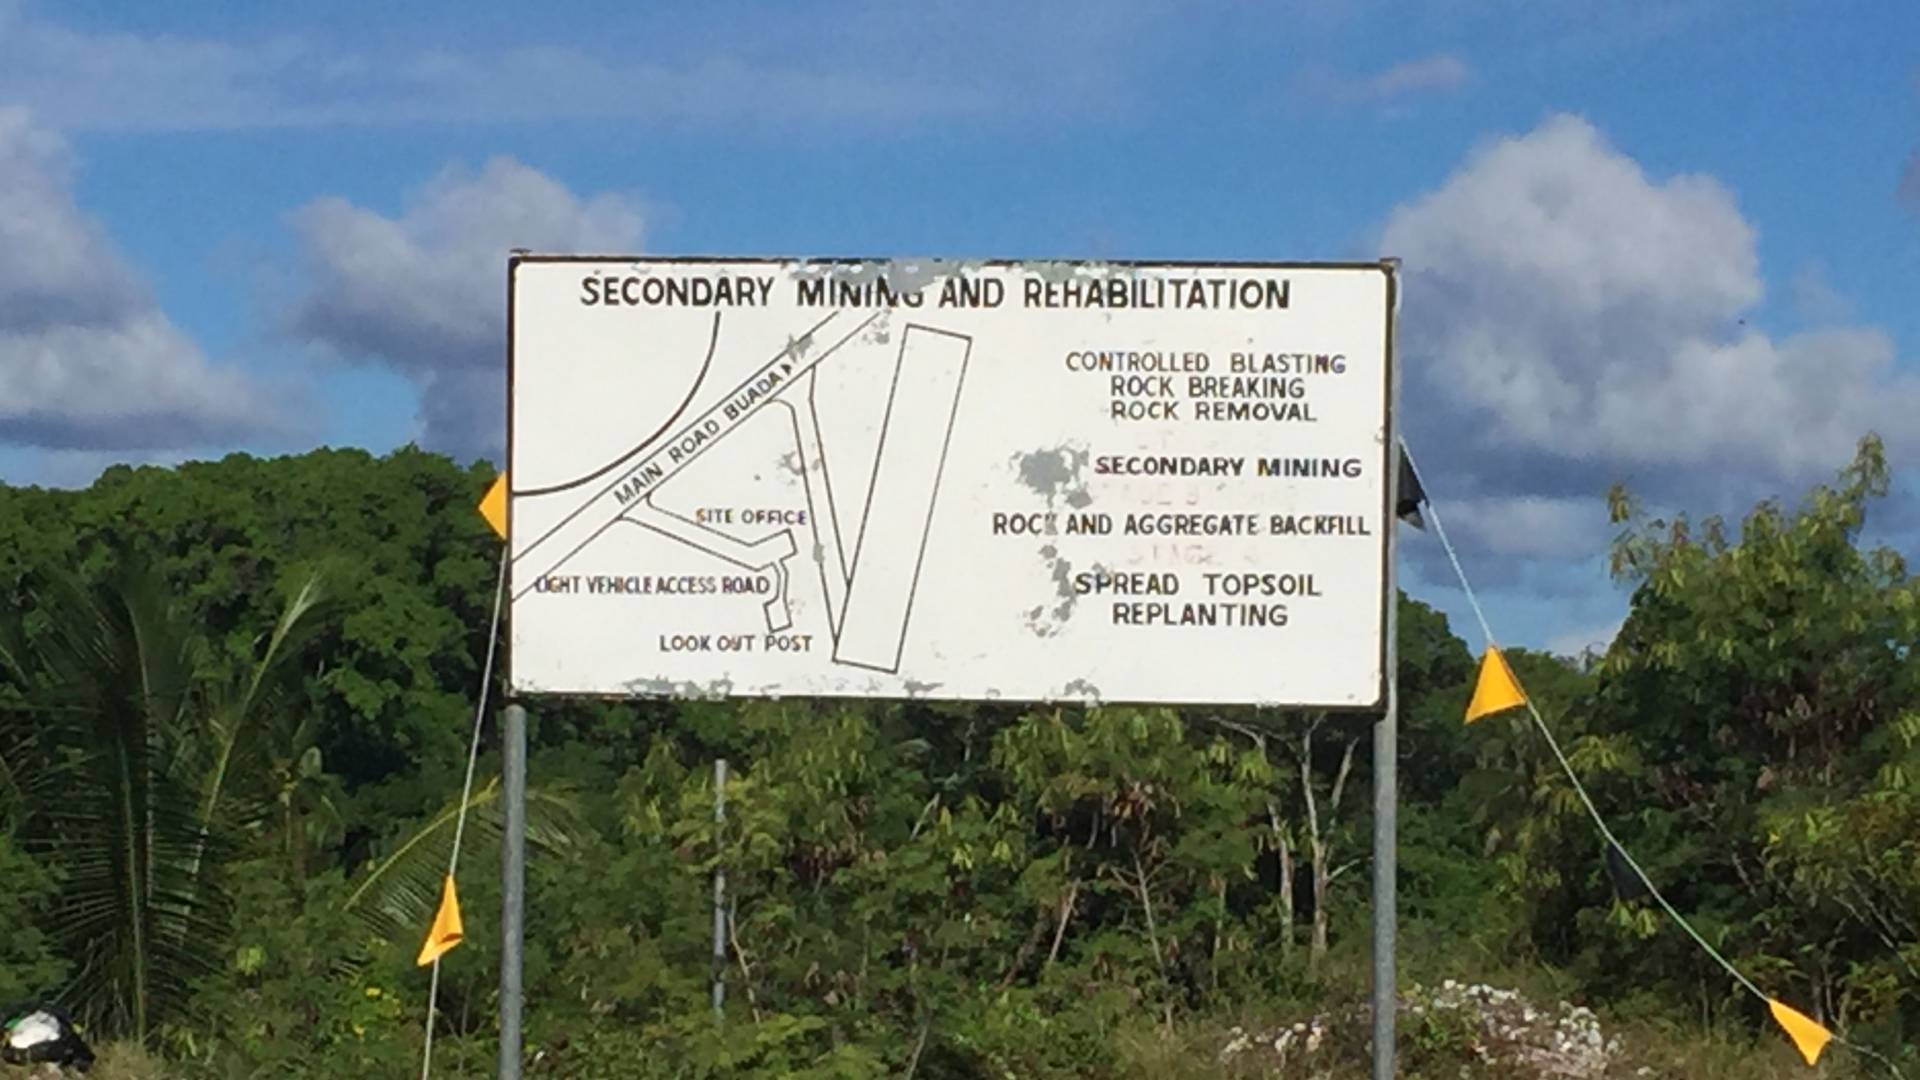 SECONDARY MINING AND REHABILITATION
MAIN ROAD BUADA
SITE OFFICE
LIGHT VEHICLE ACCESS ROAD
LOOK OUT POST
CONTROLLED BLASTING
ROCK BREAKING
ROCK REMOVAL
SECONDARY MINING
ROCK AND AGGREGATE BACKFILL
SPREAD TOPSOIL
REPLANTING